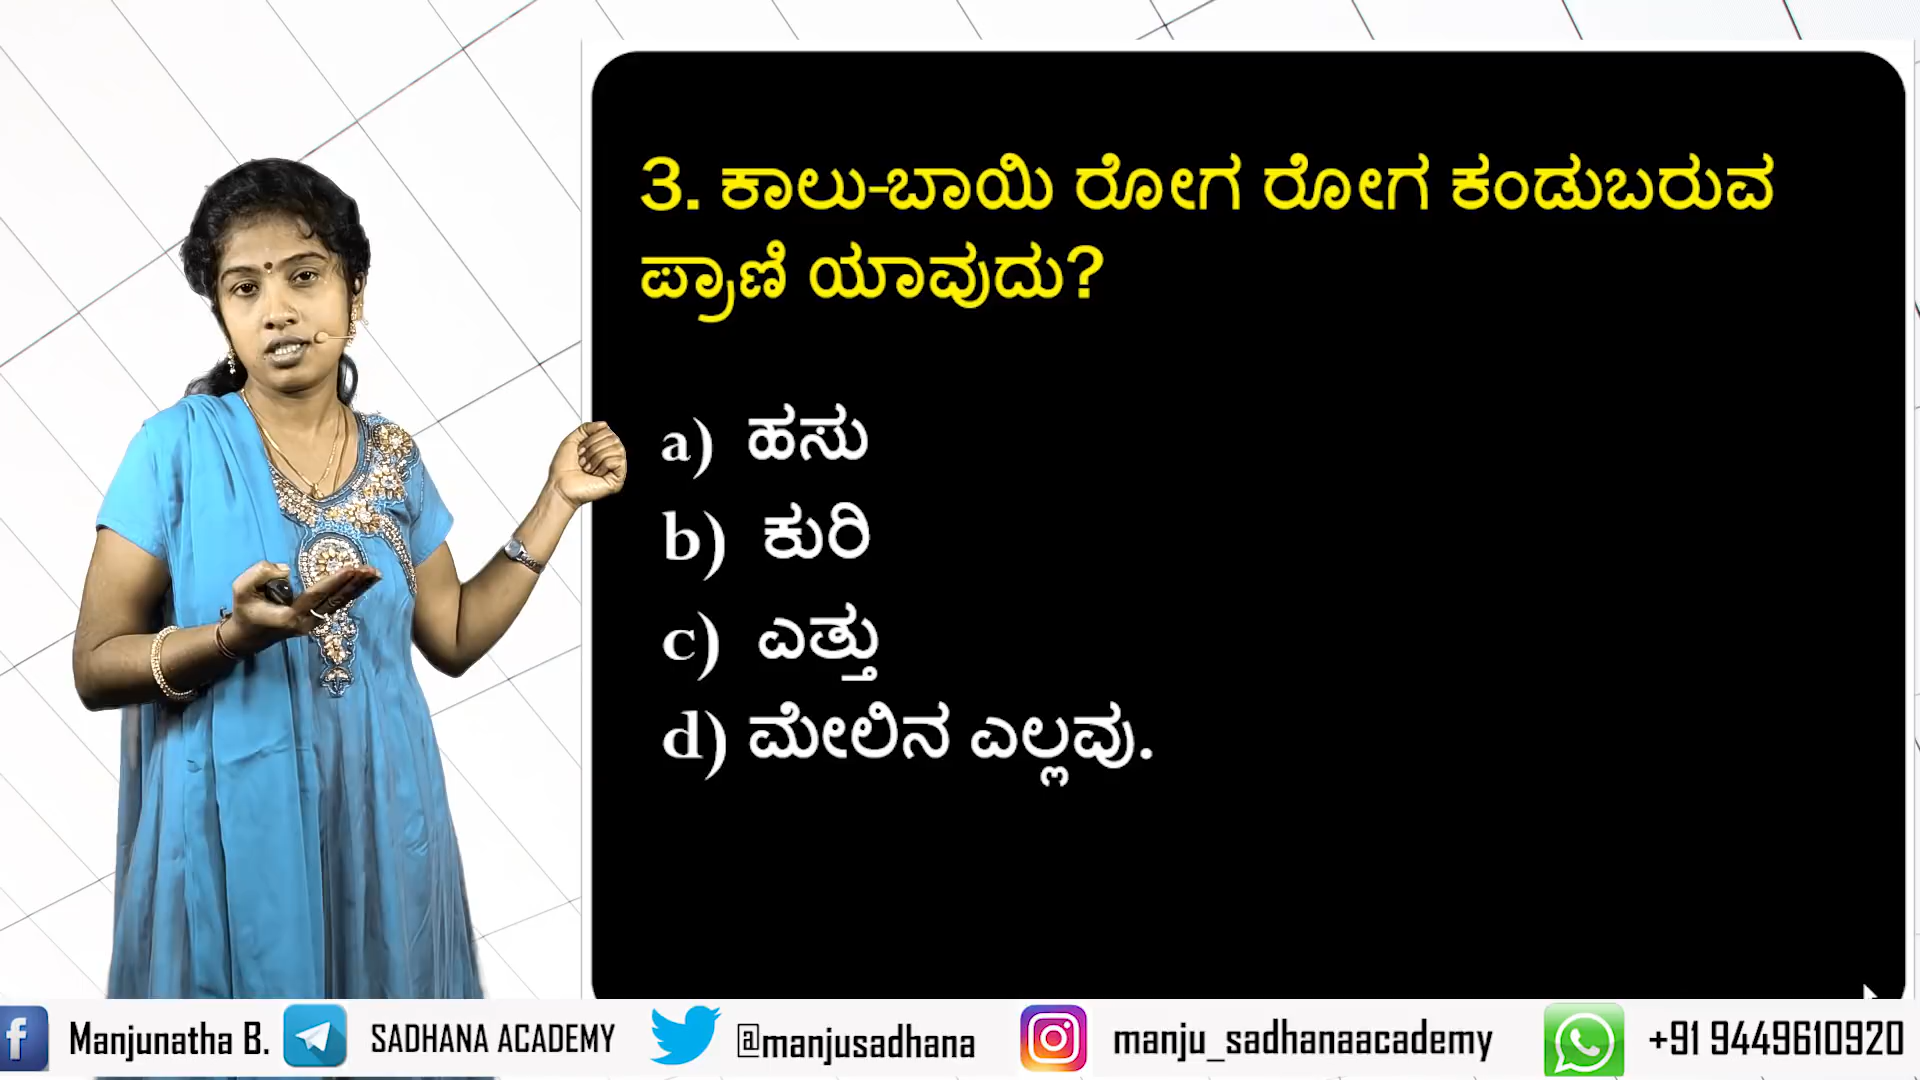 3. ಕಾಲು-ಬಾಯಿ ರೋಗ ರೋಗ ಕಂಡುಬರುವ
ಪ್ರಾಣಿ ಯಾವುದು?
a) ಹಸು
b) ಕುರಿ
c) ಎತ್ತು
d) ಮೇಲಿನ ಎಲ್ಲವು.
Manjunatha B. SADHANA ACADEMY @manjusadhana manju_sadhanaacademy +91 9449610920